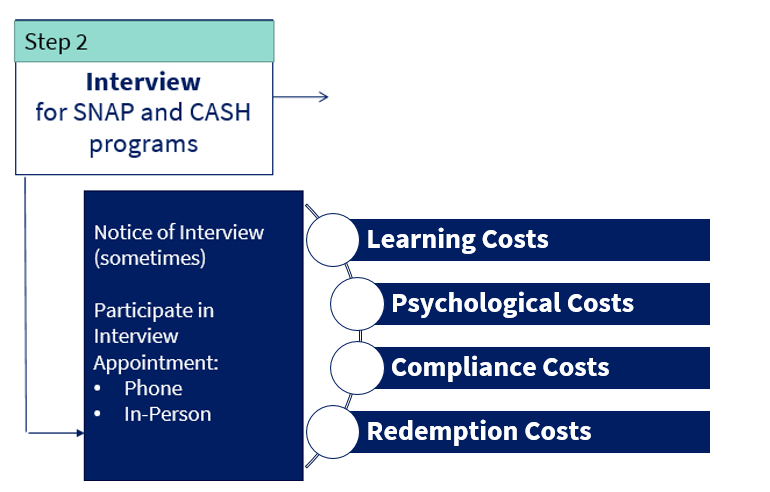 Step 2
Interview
for SNAP and CASH
programs
Notice of Interview
(sometimes)
Participate in
Interview
Appointment:
• Phone
• In-Person
Learning Costs
Psychological Costs
Compliance Costs
Redemption Costs